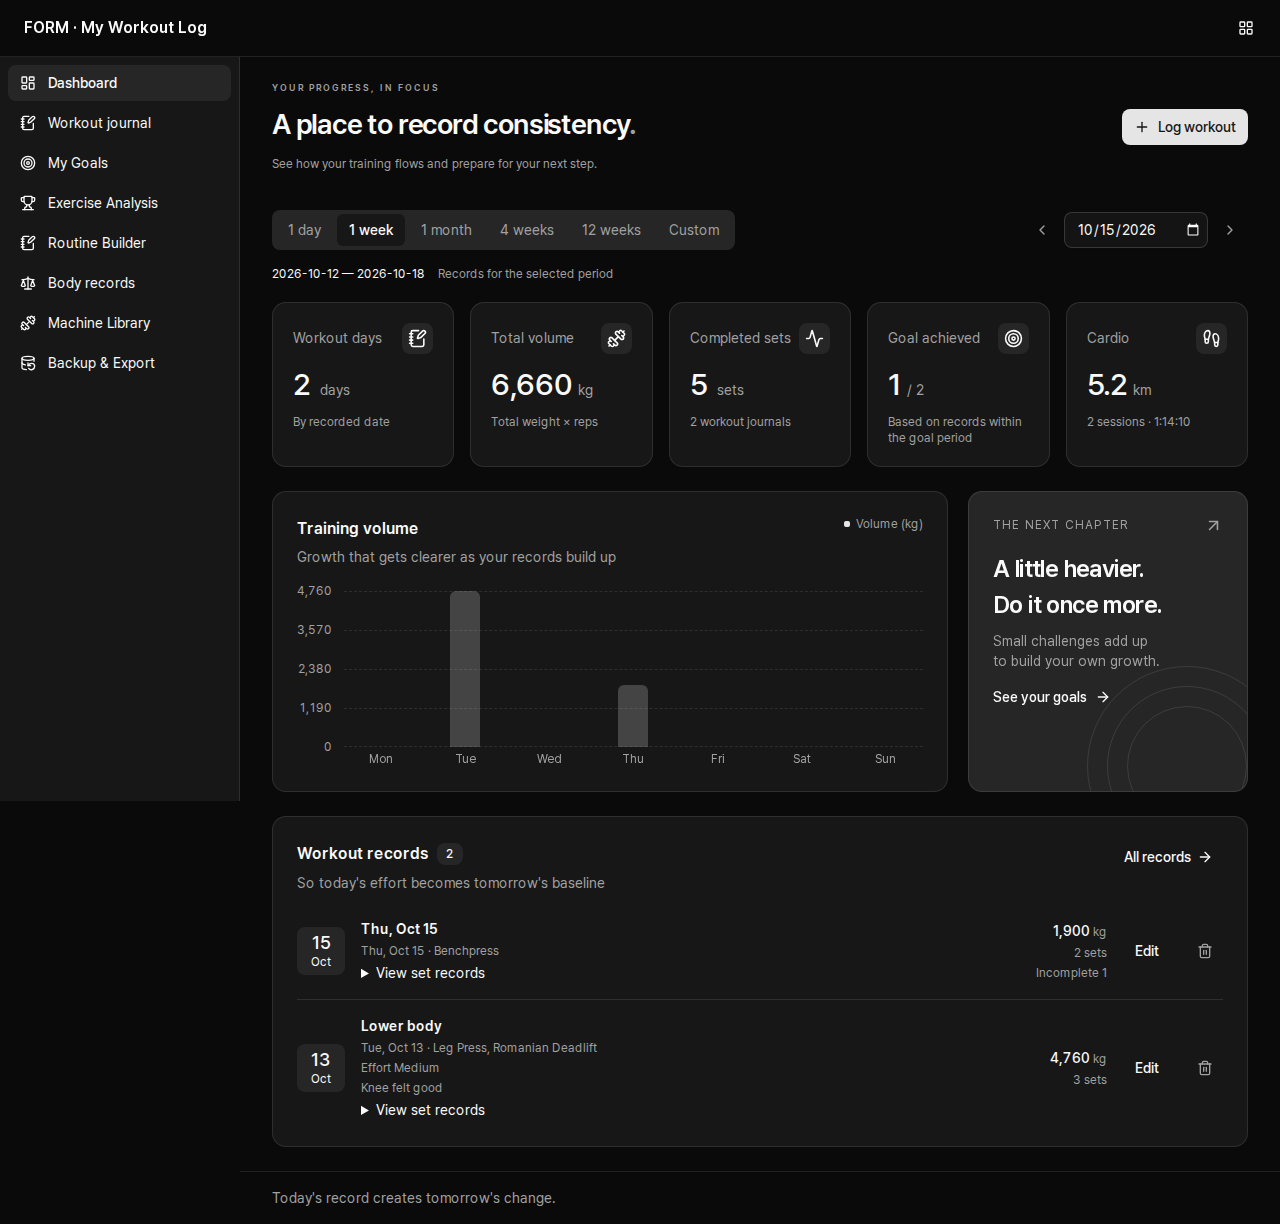 FORM · My Workout Log
Dashboard
Workout journal
My Goals
Exercise Analysis
Routine Builder
Body records
Machine Library
Backup & Export
YOUR PROGRESS, IN FOCUS
A place to record consistency.
See how your training flows and prepare for your next step.
Log workout
1 day
1 week
1 month
4 weeks
12 weeks
Custom
10/15/2026
2026-10-12 — 2026-10-18 Records for the selected period
Workout days
2 days
By recorded date
Total volume
6,660 kg
Total weight × reps
Completed sets
5 sets
2 workout journals
Goal achieved
1 / 2
Based on records within
the goal period
Cardio
5.2 km
2 sessions · 1:14:10
Training volume
Volume (kg)
Growth that gets clearer as your records build up
4,760
3,570
2,380
1,190
0
Mon Tue Wed Thu Fri Sat Sun
THE NEXT CHAPTER
A little heavier.
Do it once more.
Small challenges add up
to build your own growth.
See your goals
Workout records 2
All records
So today's effort becomes tomorrow's baseline
15
Oct
Thu, Oct 15
Thu, Oct 15 · Benchpress
View set records
1,900 kg
2 sets
Incomplete 1
Edit
13
Oct
Lower body
Tue, Oct 13 · Leg Press, Romanian Deadlift
Effort Medium
Knee felt good
View set records
4,760 kg
3 sets
Edit
Today's record creates tomorrow's change.